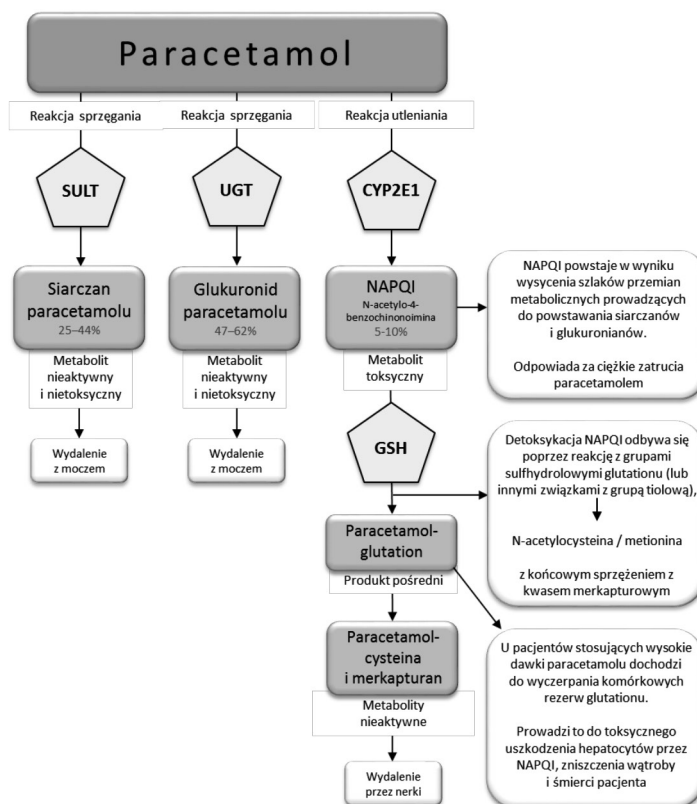 Paracetamol
Reakcja sprzęgania
Reakcja sprzęgania
Reakcja utleniania
SULT
UGT
CYP2E1
Siarczan
paracetamolu
25–44%
Glukuronid
paracetamolu
47–62%
NAPQI
N-acetylo-4-
benzochinonoimina
5-10%
NAPQI powstaje w wyniku
wysycenia szlaków przemian
metabolicznych prowadzących
do powstawania siarczanów
i glukuronianów.
Odpowiada za ciężkie zatrucia
paracetamolem
Metabolit
nieaktywny
i nietoksyczny
Metabolit
nieaktywny
i nietoksyczny
Metabolit
toksyczny
Wydalenie
z moczem
Wydalenie
z moczem
GSH
Detoksykacja NAPQI odbywa się
poprzez reakcję z grupami
sulfhydrolowymi glutationu (lub
innymi związkami z grupą tiolową),
N-acetylocysteina / metionina
z końcowym sprzężeniem z
kwasem merkapturowym
Paracetamol-
glutation
Produkt pośredni
Paracetamol-
cysteina
i merkapturan
Metabolity
nieaktywne
Wydalenie
przez nerki
U pacjentów stosujących wysokie
dawki paracetamolu dochodzi
do wyczerpania komórkowych
rezerw glutationu.
Prowadzi to do toksycznego
uszkodzenia hepatocytów przez
NAPQI, zniszczenia wątroby
i śmierci pacjenta